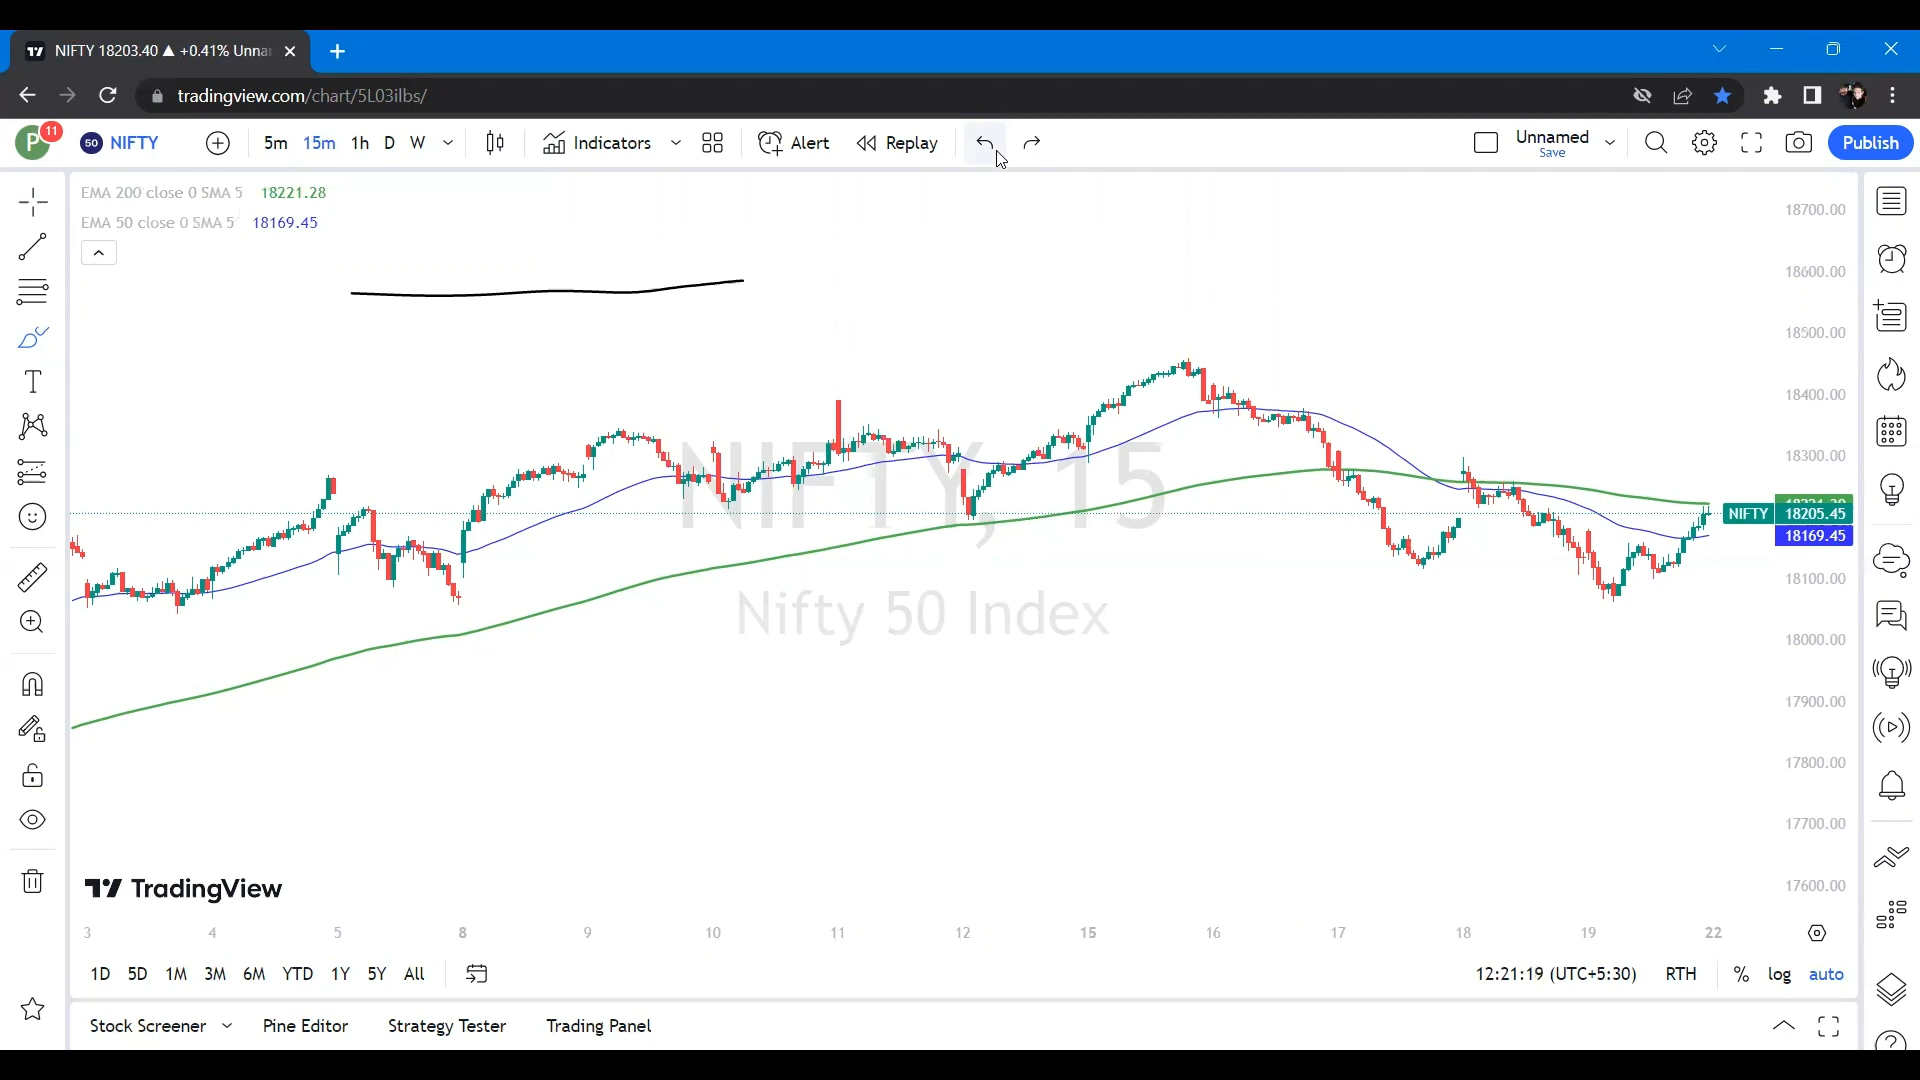 NIFTY 18203.40 ▲ +0.41% Unna
tradingview.com/chart/5L03ilbs/
P 11 50 NIFTY 5m 15m 1h D W Indicators Alert Replay Unnamed Save Publish
EMA 200 close 0 SMA 5 18221.28
EMA 50 close 0 SMA 5 18169.45
18700.00
18600.00
18500.00
18400.00
18300.00
NIFTY 18205.45
18169.45
18100.00
18000.00
17900.00
17800.00
17700.00
17600.00
NIFTY, 15
Nifty 50 Index
TradingView
3 4 5 8 9 10 11 12 15 16 17 18 19 22
1D 5D 1M 3M 6M YTD 1Y 5Y All 12:21:19 (UTC+5:30) RTH % log auto
Stock Screener Pine Editor Strategy Tester Trading Panel